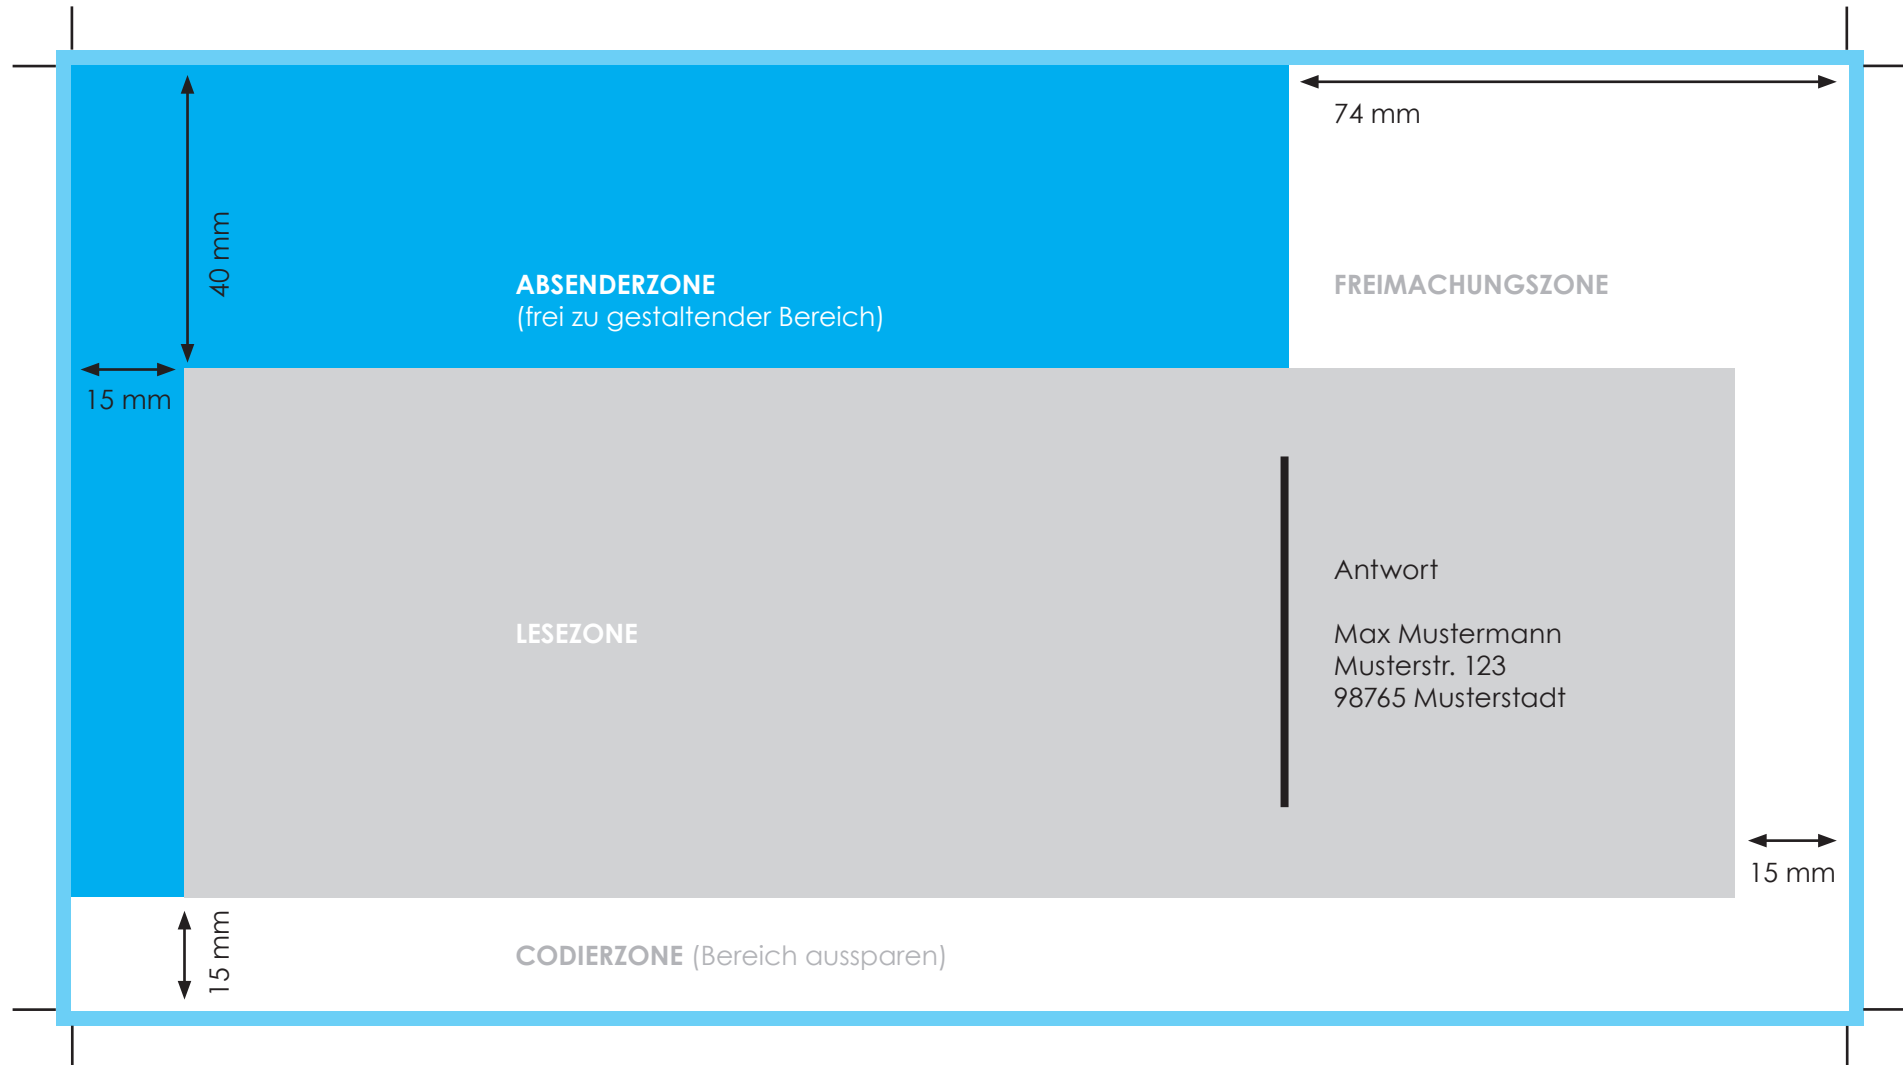 74 mm
40 mm
ABSENDERZONE
(frei zu gestaltender Bereich)
FREIMACHUNGSZONE
15 mm
Antwort
LESEZONE
Max Mustermann
Musterstr. 123
98765 Musterstadt
15 mm
15 mm
CODIERZONE (Bereich aussparen)